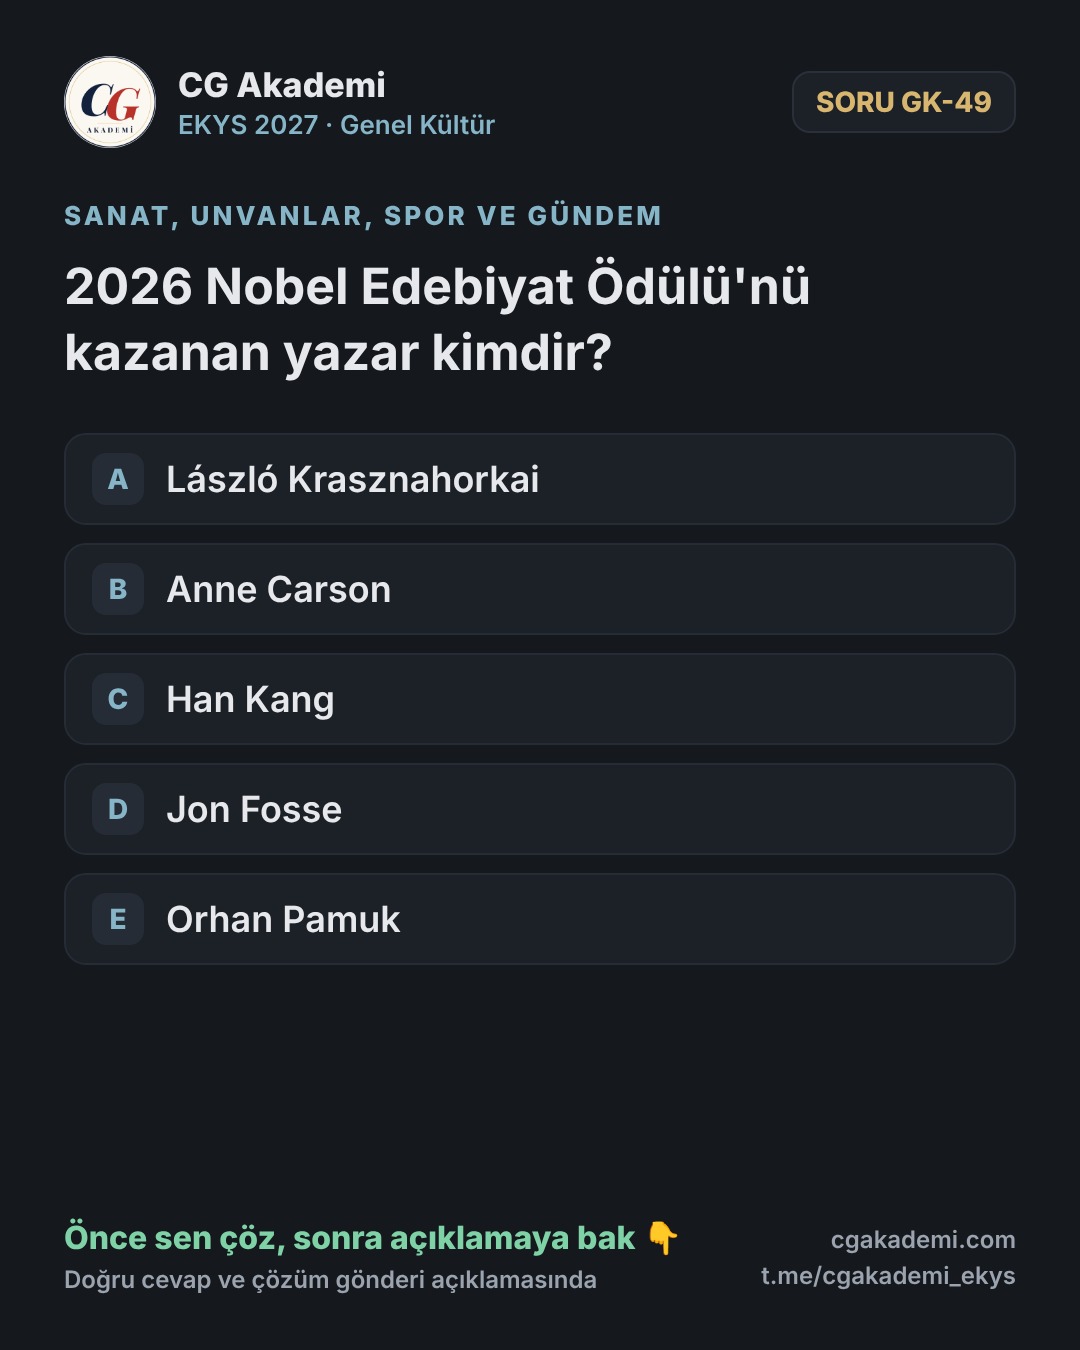 CG
AKADEMİ
CG Akademi
EKYS 2027 · Genel Kültür
SORU GK-49
SANAT, UNVANLAR, SPOR VE GÜNDEM
2026 Nobel Edebiyat Ödülü'nü
kazanan yazar kimdir?
A László Krasznahorkai
B Anne Carson
C Han Kang
D Jon Fosse
E Orhan Pamuk
Önce sen çöz, sonra açıklamaya bak 👇
Doğru cevap ve çözüm gönderi açıklamasında
cgakademi.com
t.me/cgakademi_ekys